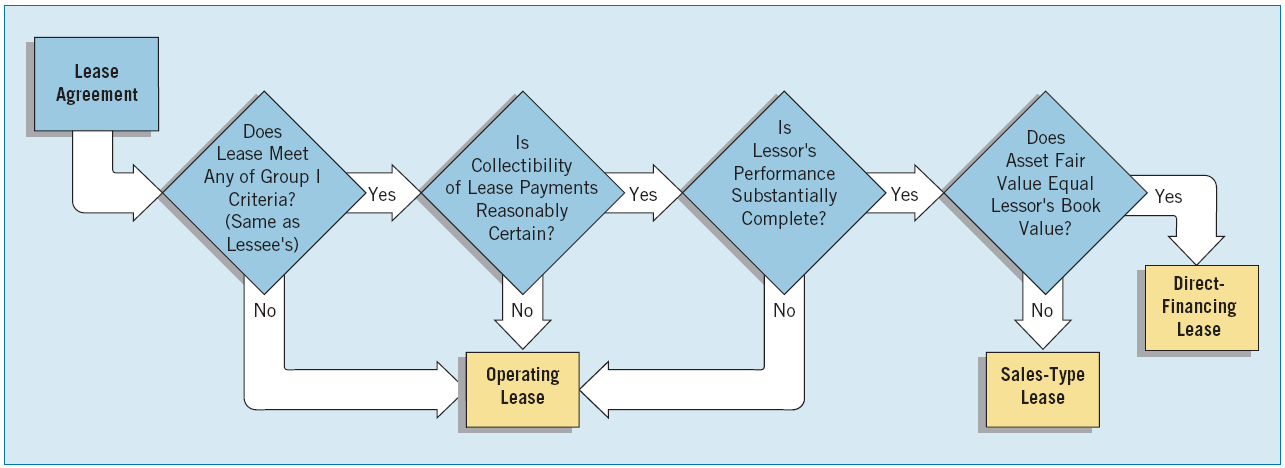 Lease
Agreement
Does
Lease Meet
Any of Group I
Criteria?
(Same as
Lessee's)
Yes
No
Is
Collectibility
of Lease Payments
Reasonably
Certain?
Yes
No
Is
Lessor's
Performance
Substantially
Complete?
Yes
No
Does
Asset Fair
Value Equal
Lessor's Book
Value?
Yes
No
Operating
Lease
Sales-Type
Lease
Direct-
Financing
Lease